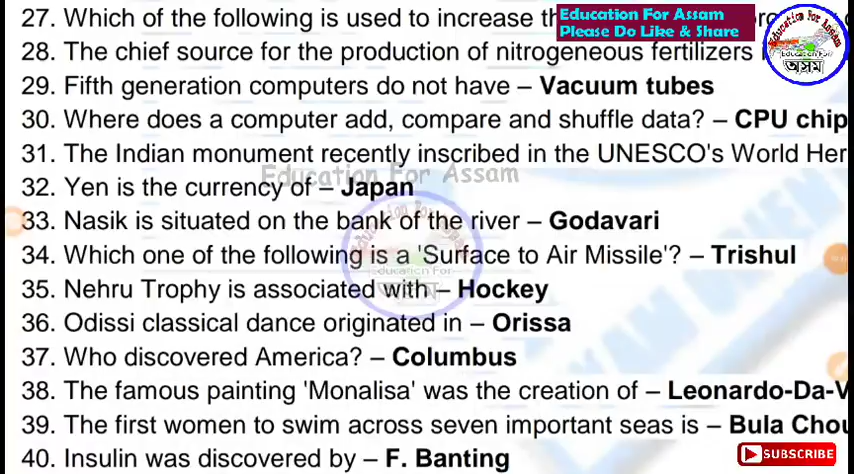 27. Which of the following is used to increase
Education For Assam
Please Do Like & Share
Education For Assam
অসম
28. The chief source for the production of nitrogeneous fertilizers
29. Fifth generation computers do not have – Vacuum tubes
30. Where does a computer add, compare and shuffle data? – CPU chip
31. The Indian monument recently inscribed in the UNESCO's World
Education For Assam
32. Yen is the currency of – Japan
33. Nasik is situated on the bank of the river – Godavari
34. Which one of the following is a 'Surface to Air Missile'? – Trishul
Education For
অসম
35. Nehru Trophy is associated with – Hockey
36. Odissi classical dance originated in – Orissa
37. Who discovered America? – Columbus
38. The famous painting 'Monalisa' was the creation of – Leonardo-Da-V
39. The first women to swim across seven important seas is – Bula Chou
SUBSCRIBE
40. Insulin was discovered by – F. Banting